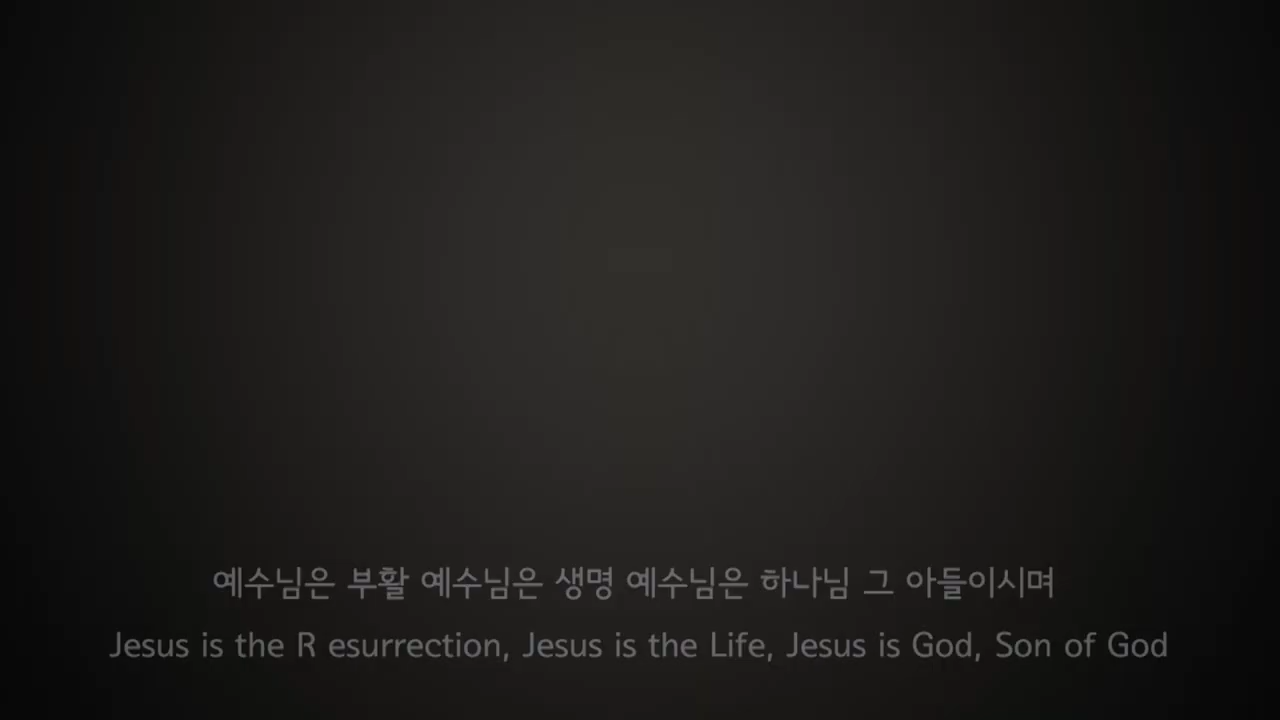 예수님은 부활 예수님은 생명 예수님은 하나님 그 아들이시며
Jesus is the R esurrection, Jesus is the Life, Jesus is God, Son of God